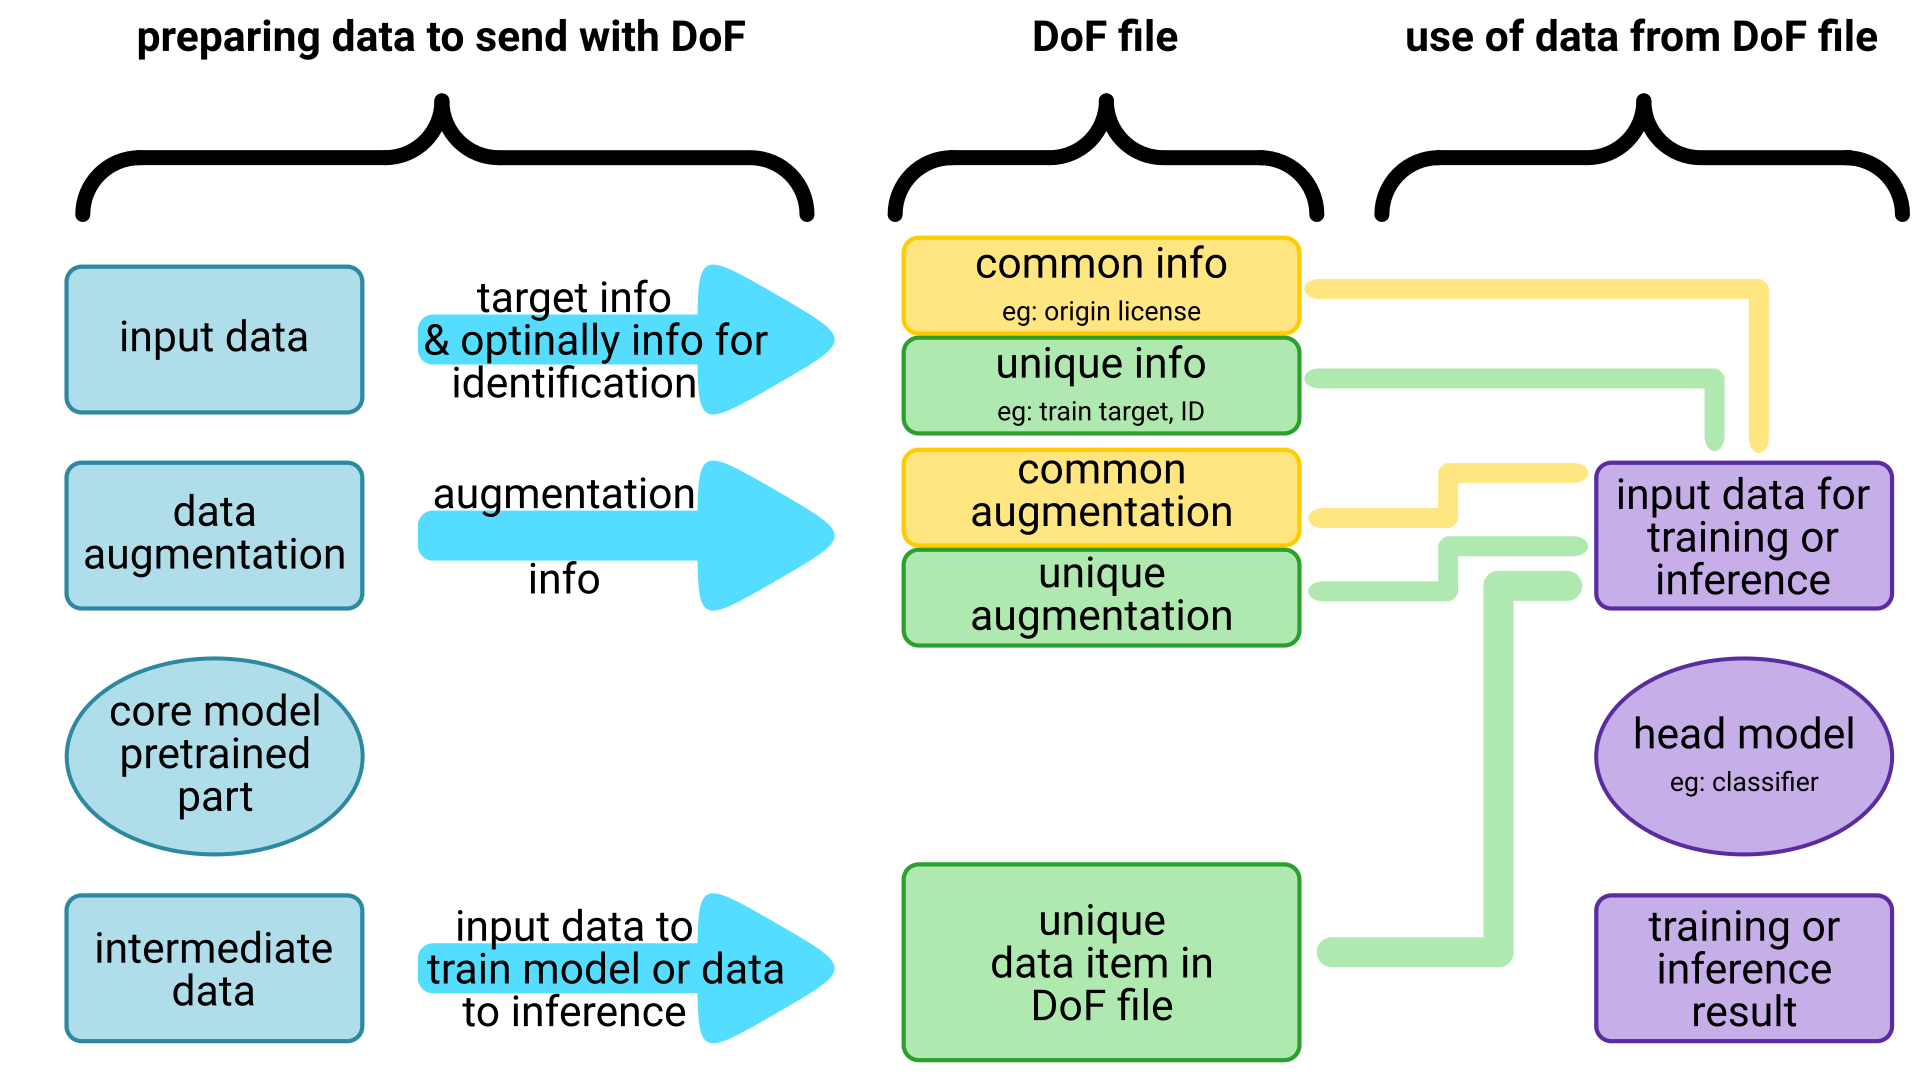 preparing data to send with DoF
DoF file
use of data from DoF file
input data
target info
& optinally info for
identification
common info
eg: origin license
unique info
eg: train target, ID
data
augmentation
augmentation
info
common
augmentation
unique
augmentation
input data for
training or
inference
core model
pretrained
part
head model
eg: classifier
intermediate
data
input data to
train model or data
to inference
unique
data item in
DoF file
training or
inference
result